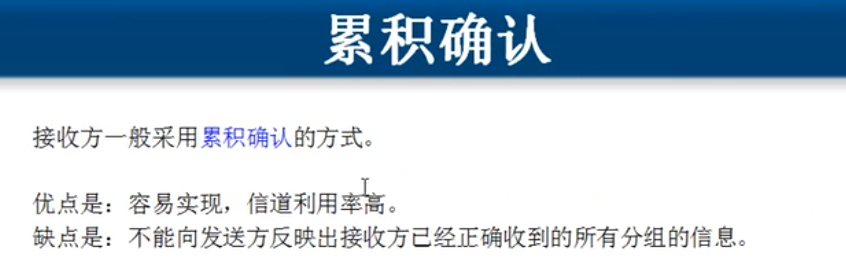 累积确认
接收方一般采用累积确认的方式。
优点是：容易实现，信道利用率高。
缺点是：不能向发送方反映出接收方已经正确收到的所有分组的信息。